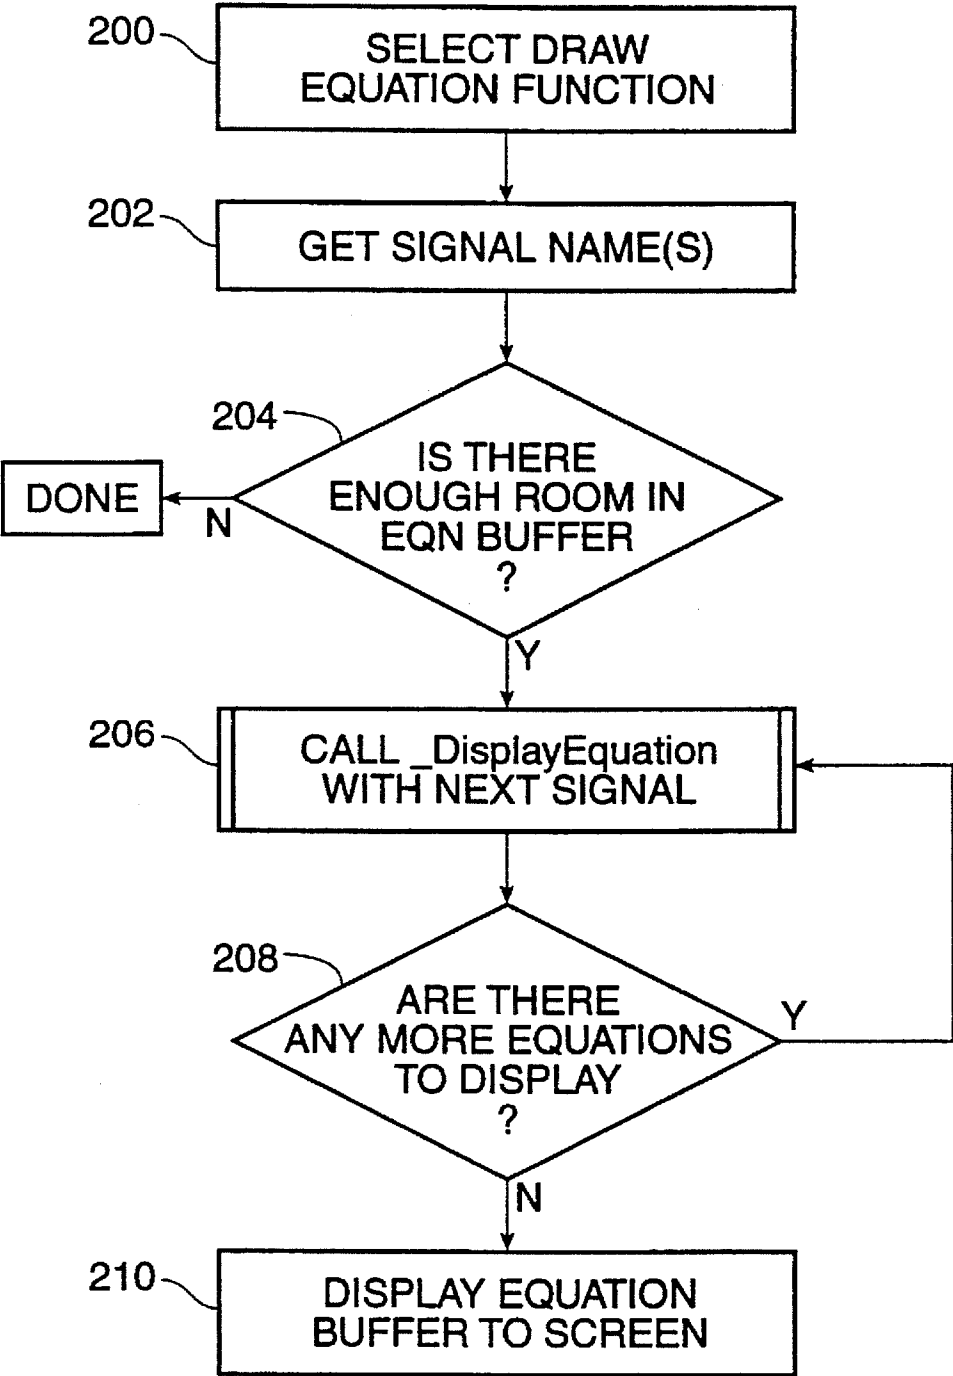 200
SELECT DRAW
EQUATION FUNCTION
202
GET SIGNAL NAME(S)
204
IS THERE
ENOUGH ROOM IN
EQN BUFFER
?
DONE
N
Y
206
CALL _DisplayEquation
WITH NEXT SIGNAL
208
ARE THERE
ANY MORE EQUATIONS
TO DISPLAY
?
Y
N
210
DISPLAY EQUATION
BUFFER TO SCREEN